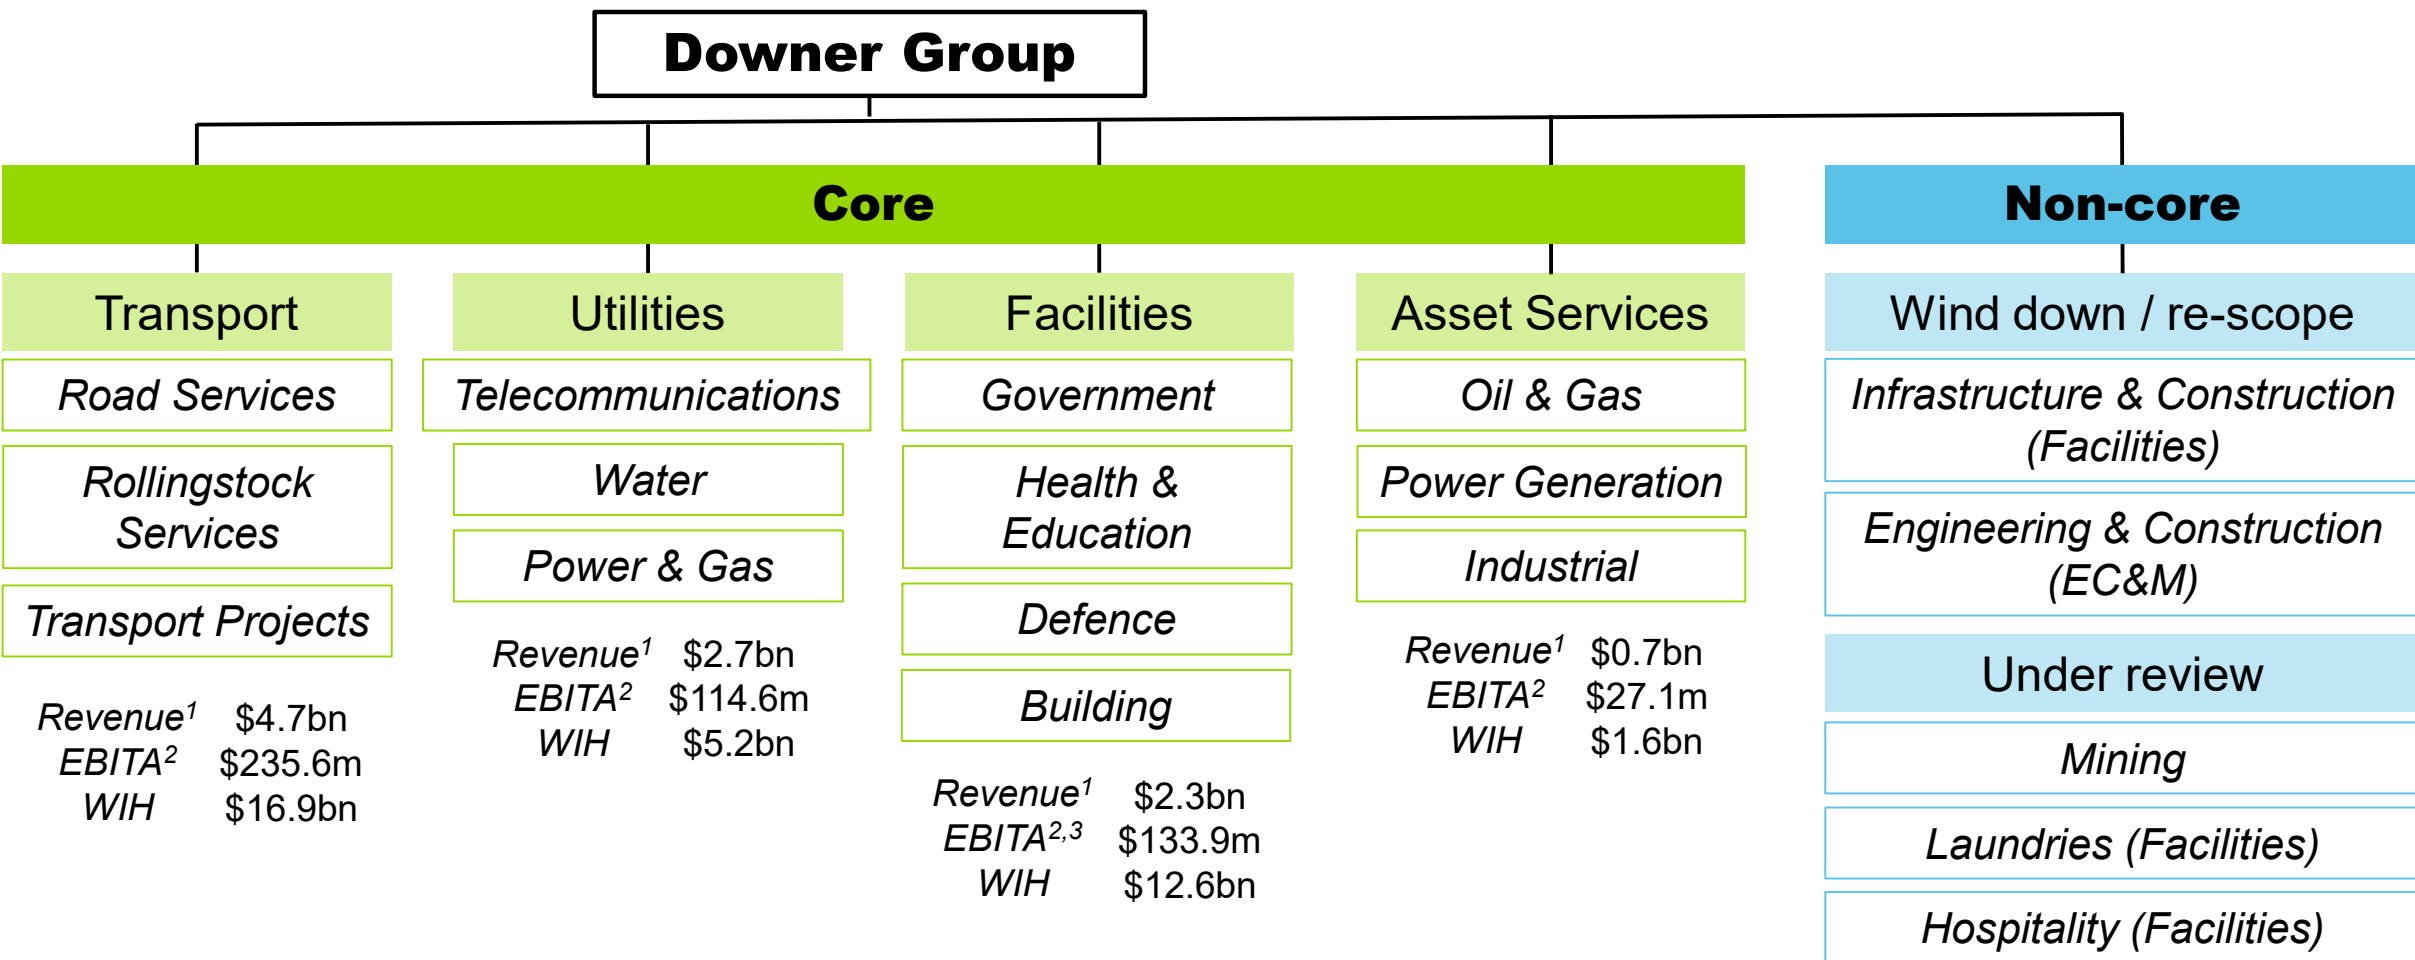 Downer Group
Core
Non-core
Transport
Road Services
Rollingstock
Services
Transport Projects
Revenue1 $4.7bn
EBITA2 $235.6m
WIH $16.9bn
Utilities
Telecommunications
Water
Power & Gas
Revenue1 $2.7bn
EBITA2 $114.6m
WIH $5.2bn
Facilities
Government
Health &
Education
Defence
Building
Revenue1 $2.3bn
EBITA2,3 $133.9m
WIH $12.6bn
Asset Services
Oil & Gas
Power Generation
Industrial
Revenue1 $0.7bn
EBITA2 $27.1m
WIH $1.6bn
Wind down / re-scope
Infrastructure & Construction
(Facilities)
Engineering & Construction
(EC&M)
Under review
Mining
Laundries (Facilities)
Hospitality (Facilities)